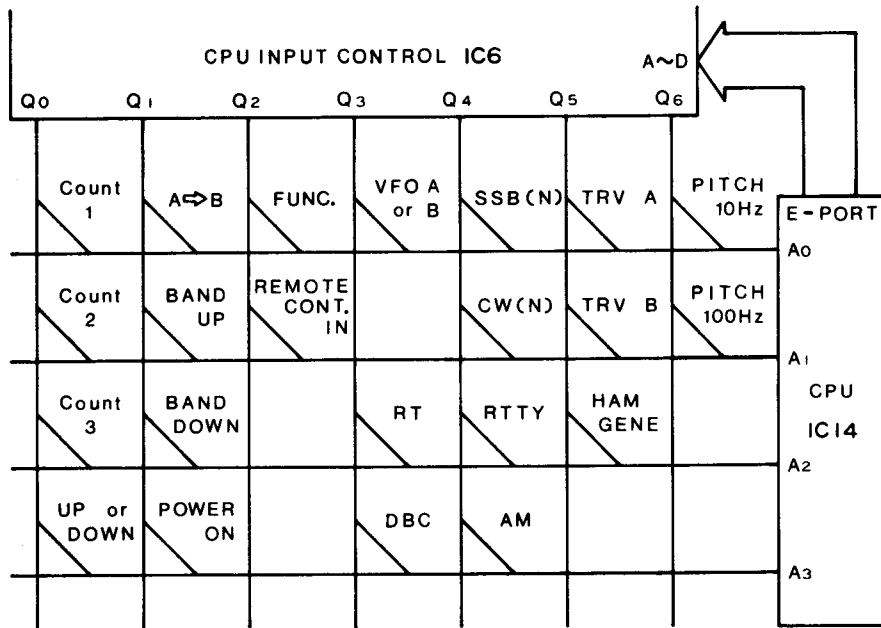 CPU INPUT CONTROL IC6
A~D
Q0 Q1 Q2 Q3 Q4 Q5 Q6
Count
1
A⇨B
FUNC.
VFO A
or
B
SSB(N)
TRV A
PITCH
10Hz
E-PORT
A0
Count
2
BAND
UP
REMOTE
CONT.
IN
CW(N)
TRV B
PITCH
100Hz
A1
CPU
IC14
Count
3
BAND
DOWN
RT
RTTY
HAM
GENE
A2
UP or
DOWN
POWER
ON
DBC
AM
A3